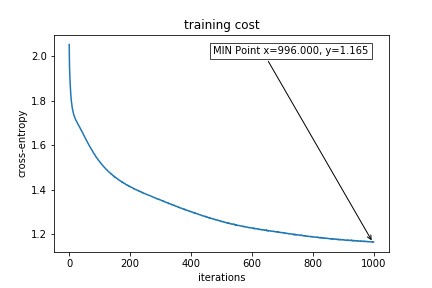 training cost
MIN Point x=996.000, y=1.165
2.0
1.8
1.6
1.4
1.2
cross-entropy
0
200
400
600
800
1000
iterations